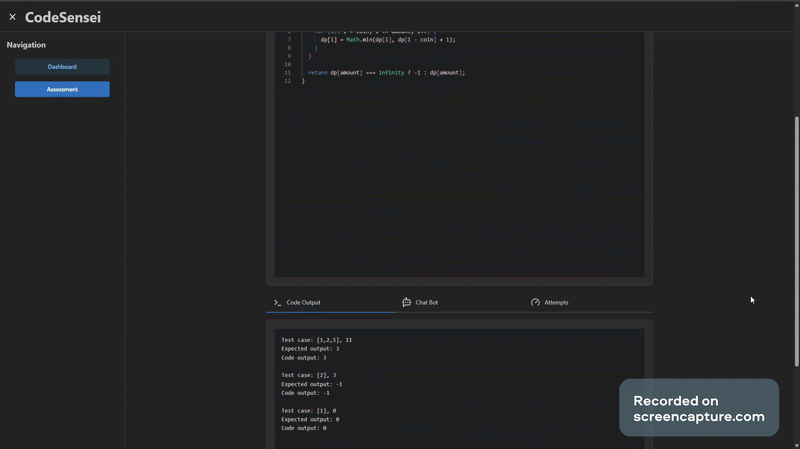 CodeSensei
Navigation
Dashboard
Assessment
7 dp[i] = Math.min(dp[i], dp[i - coin] + 1);
8 }
9 }
10
11 return dp[amount] === Infinity ? -1 : dp[amount];
12 }
Code Output
Chat Bot
Attempts
Test case: [1,2,5], 11
Expected output: 3
Code output: 3
Test case: [2], 3
Expected output: -1
Code output: -1
Test case: [1], 0
Expected output: 0
Code output: 0
Recorded on
screencapture.com